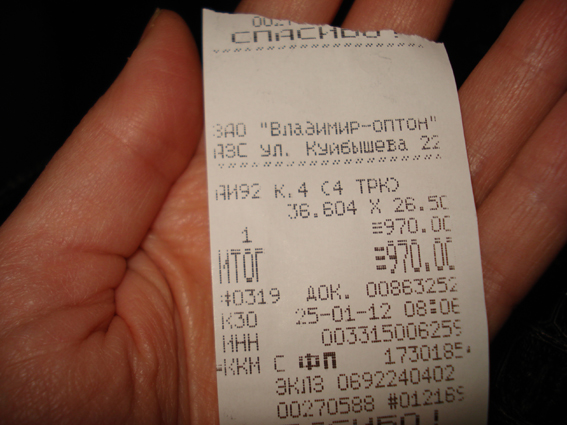 СПАСИБО!
ЗАО "Владимир-оптон"
АЗС ул. Куйбышева 22
АИ92 К.4 (4 ТРК)
36.604 X 26.50
≡970.00
1
ИТОГ ≡970.00
#0319 ДОК. 00863252
К30 25-01-12 08:06
ИНН 003315006259
ККМ С ФП 1730185
ЭКЛЗ 0692240402
00270588 #012169